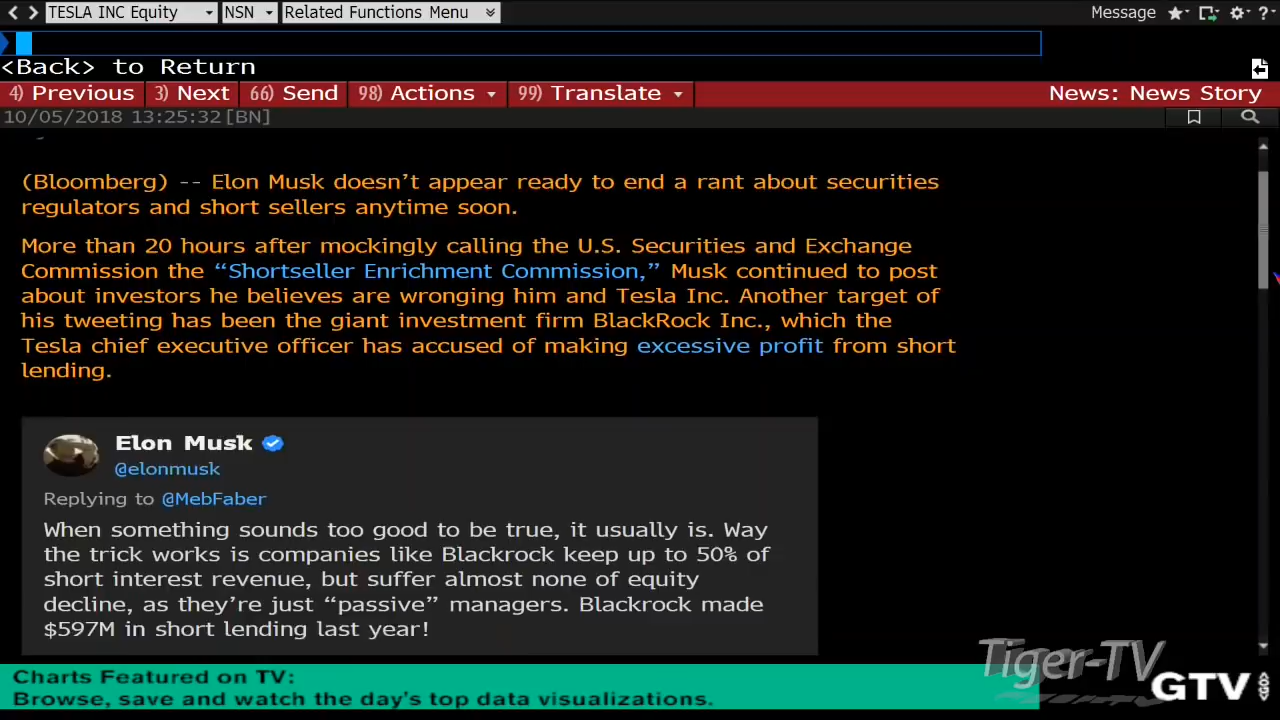 TESLA INC Equity NSN Related Functions Menu Message ?
<Back> to Return
4) Previous 3) Next 66) Send 98) Actions 99) Translate News: News Story
10/05/2018 13:25:32[BN]
(Bloomberg) -- Elon Musk doesn’t appear ready to end a rant about securities
regulators and short sellers anytime soon.
More than 20 hours after mockingly calling the U.S. Securities and Exchange
Commission the “Shortseller Enrichment Commission,” Musk continued to post
about investors he believes are wronging him and Tesla Inc. Another target of
his tweeting has been the giant investment firm BlackRock Inc., which the
Tesla chief executive officer has accused of making excessive profit from short
lending.
Elon Musk
@elonmusk
Replying to @MebFaber
When something sounds too good to be true, it usually is. Way
the trick works is companies like Blackrock keep up to 50% of
short interest revenue, but suffer almost none of equity
decline, as they’re just “passive” managers. Blackrock made
$597M in short lending last year!
Tiger-TV
Charts Featured on TV:
Browse, save and watch the day's top data visualizations.
GTV